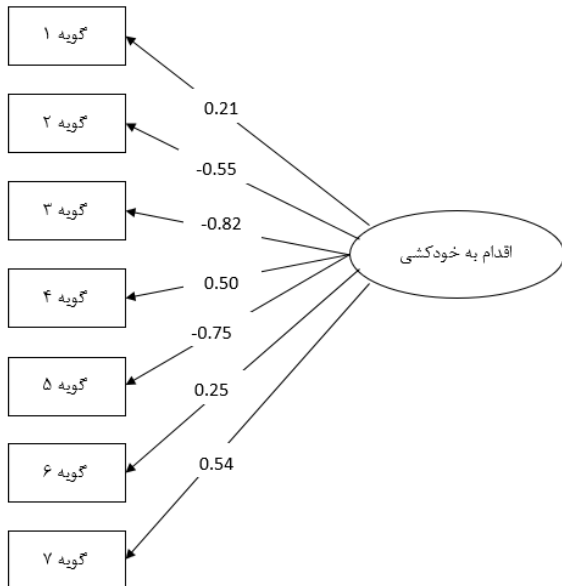 گویه ۱
0.21
گویه ۲
-0.55
گویه ۳
-0.82
اقدام به خودکشی
گویه ۴
0.50
-0.75
گویه ۵
0.25
گویه ۶
0.54
گویه ۷